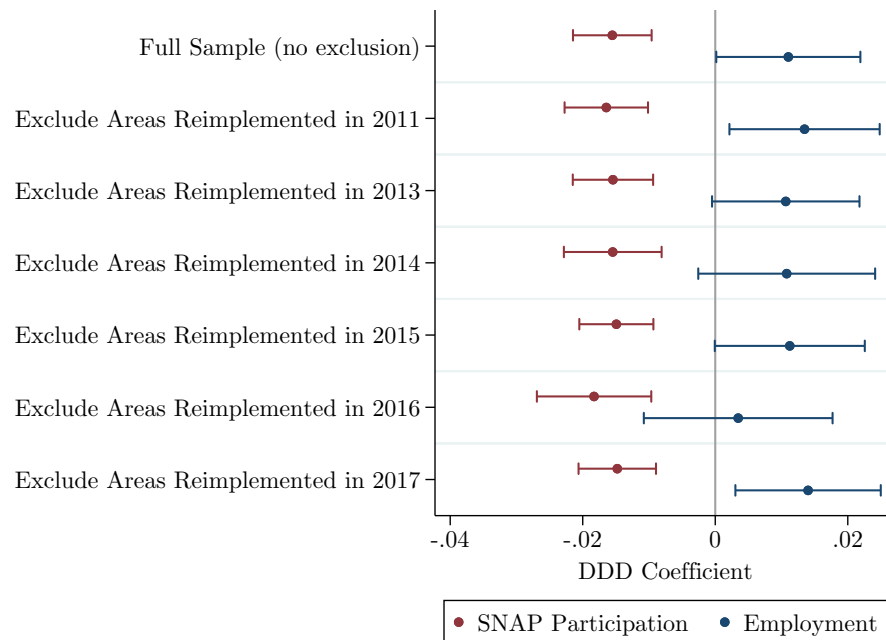 Full Sample (no exclusion)
Exclude Areas Reimplemented in 2011
Exclude Areas Reimplemented in 2013
Exclude Areas Reimplemented in 2014
Exclude Areas Reimplemented in 2015
Exclude Areas Reimplemented in 2016
Exclude Areas Reimplemented in 2017
-.04 -.02 0 .02
DDD Coefficient
SNAP Participation Employment